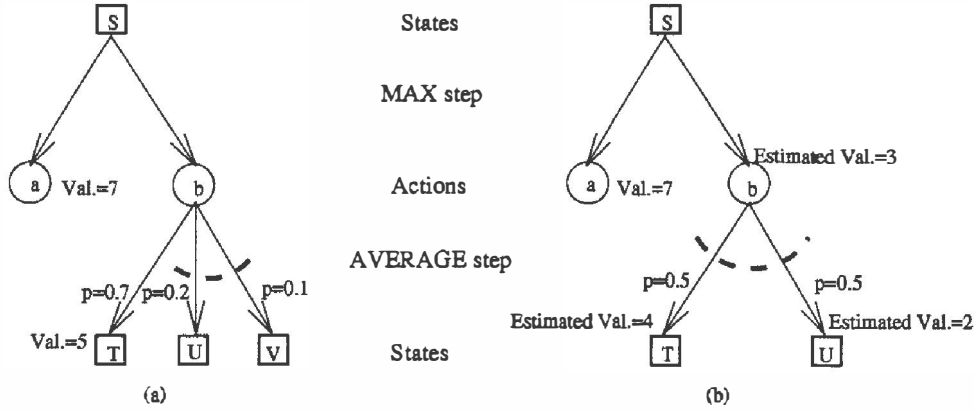 S
States
S
MAX step
a
Val.=7
b
Actions
a
Val.=7
b
Estimated Val.=3
AVERAGE step
p=0.7
p=0.2
p=0.1
p=0.5
p=0.5
Val.=5
T
U
V
States
Estimated Val.=4
T
Estimated Val.=2
U
(a)
(b)